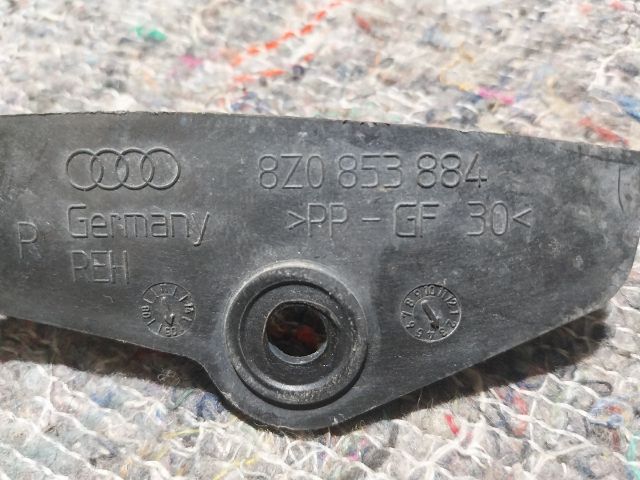 8Z0 853 884
R Germany >PP-GF 30<
REH